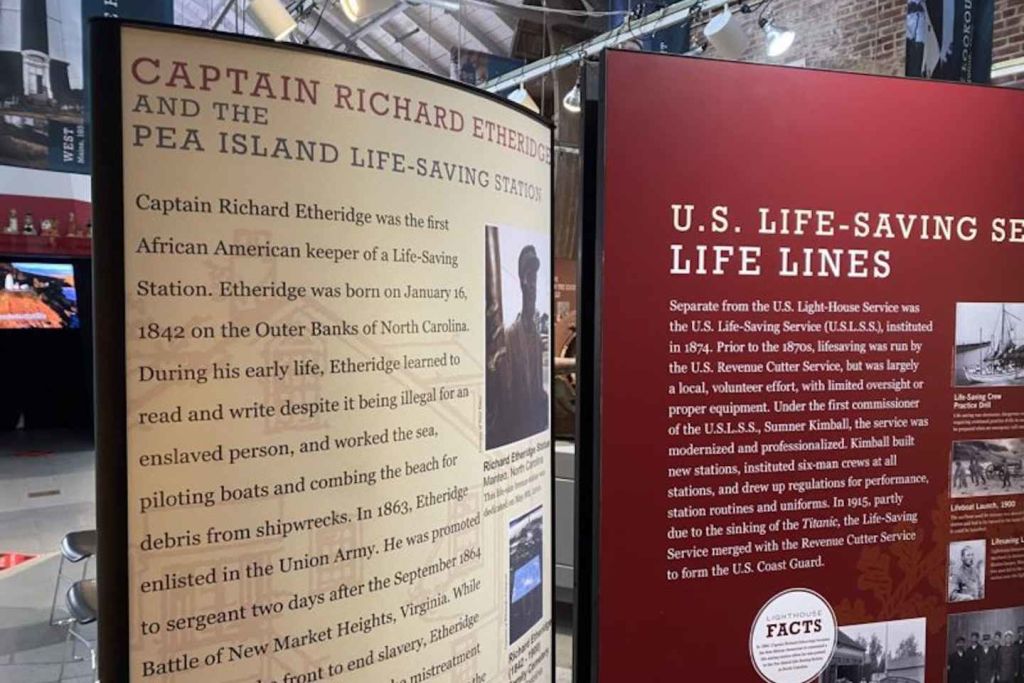 WEST
CAPTAIN RICHARD ETHERIDGE
AND THE
PEA ISLAND LIFE-SAVING STATION
Captain Richard Etheridge was the first
African American keeper of a Life-Saving
Station. Etheridge was born on January 16,
1842 on the Outer Banks of North Carolina.
During his early life, Etheridge learned to
read and write despite it being illegal for an
enslaved person, and worked the sea,
piloting boats and combing the beach for
debris from shipwrecks. In 1863, Etheridge
enlisted in the Union Army. He was promoted
to sergeant two days after the September 1864
Battle of New Market Heights, Virginia. While
front to end slavery, Etheridge
mistreatment
Richard Etheridge Statue
Manteo, North Carolina
Richard Etheridge
U.S. LIFE-SAVING SE
LIFE LINES
Separate from the U.S. Light-House Service was
the U.S. Life-Saving Service (U.S.L.S.S.), instituted
in 1874. Prior to the 1870s, lifesaving was run by
the U.S. Revenue Cutter Service, but was largely
a local, volunteer effort, with limited oversight or
proper equipment. Under the first commissioner
of the U.S.L.S.S., Sumner Kimball, the service was
modernized and professionalized. Kimball built
new stations, instituted six-man crews at all
stations, and drew up regulations for performance,
station routines and uniforms. In 1915, partly
due to the sinking of the Titanic, the Life-Saving
Service merged with the Revenue Cutter Service
to form the U.S. Coast Guard.
LIGHTHOUSE
FACTS
Life-Saving Crew
Practice Drill
Lifeboat Launch, 1900
Lifesaving